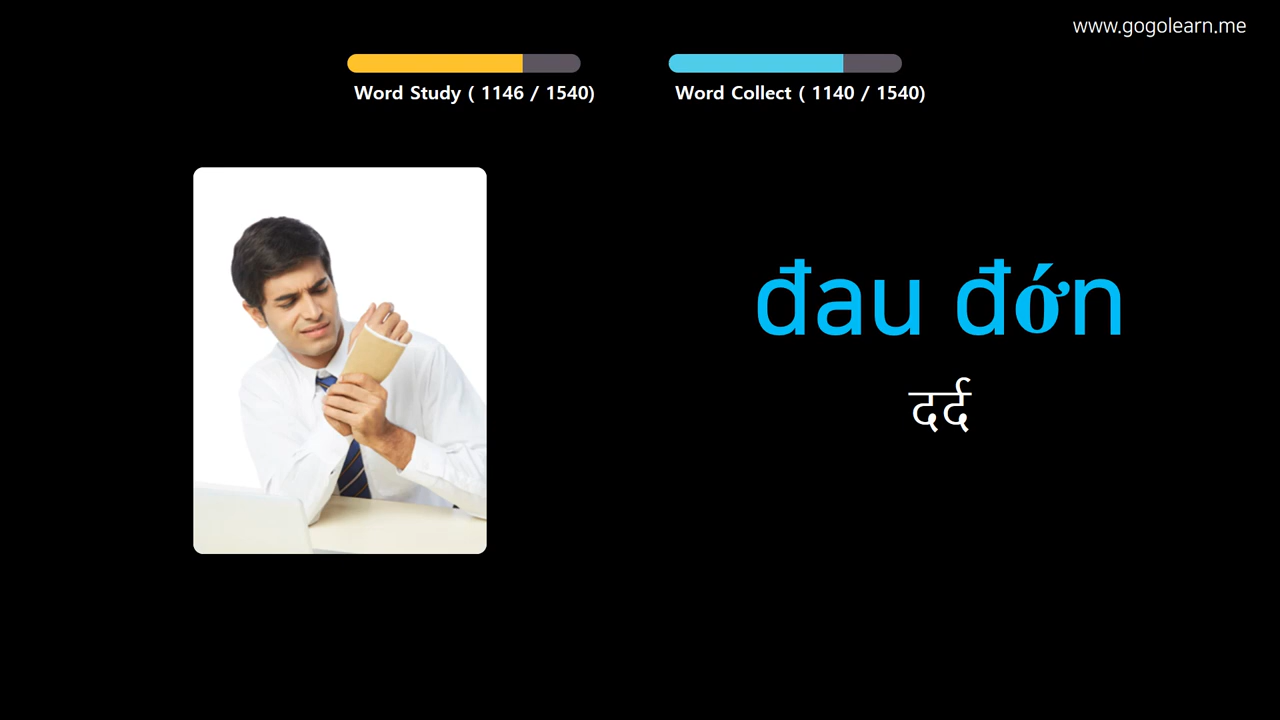 www.gogolearn.me
Word Study ( 1146 / 1540)
Word Collect ( 1140 / 1540)
đau đớn
दर्द